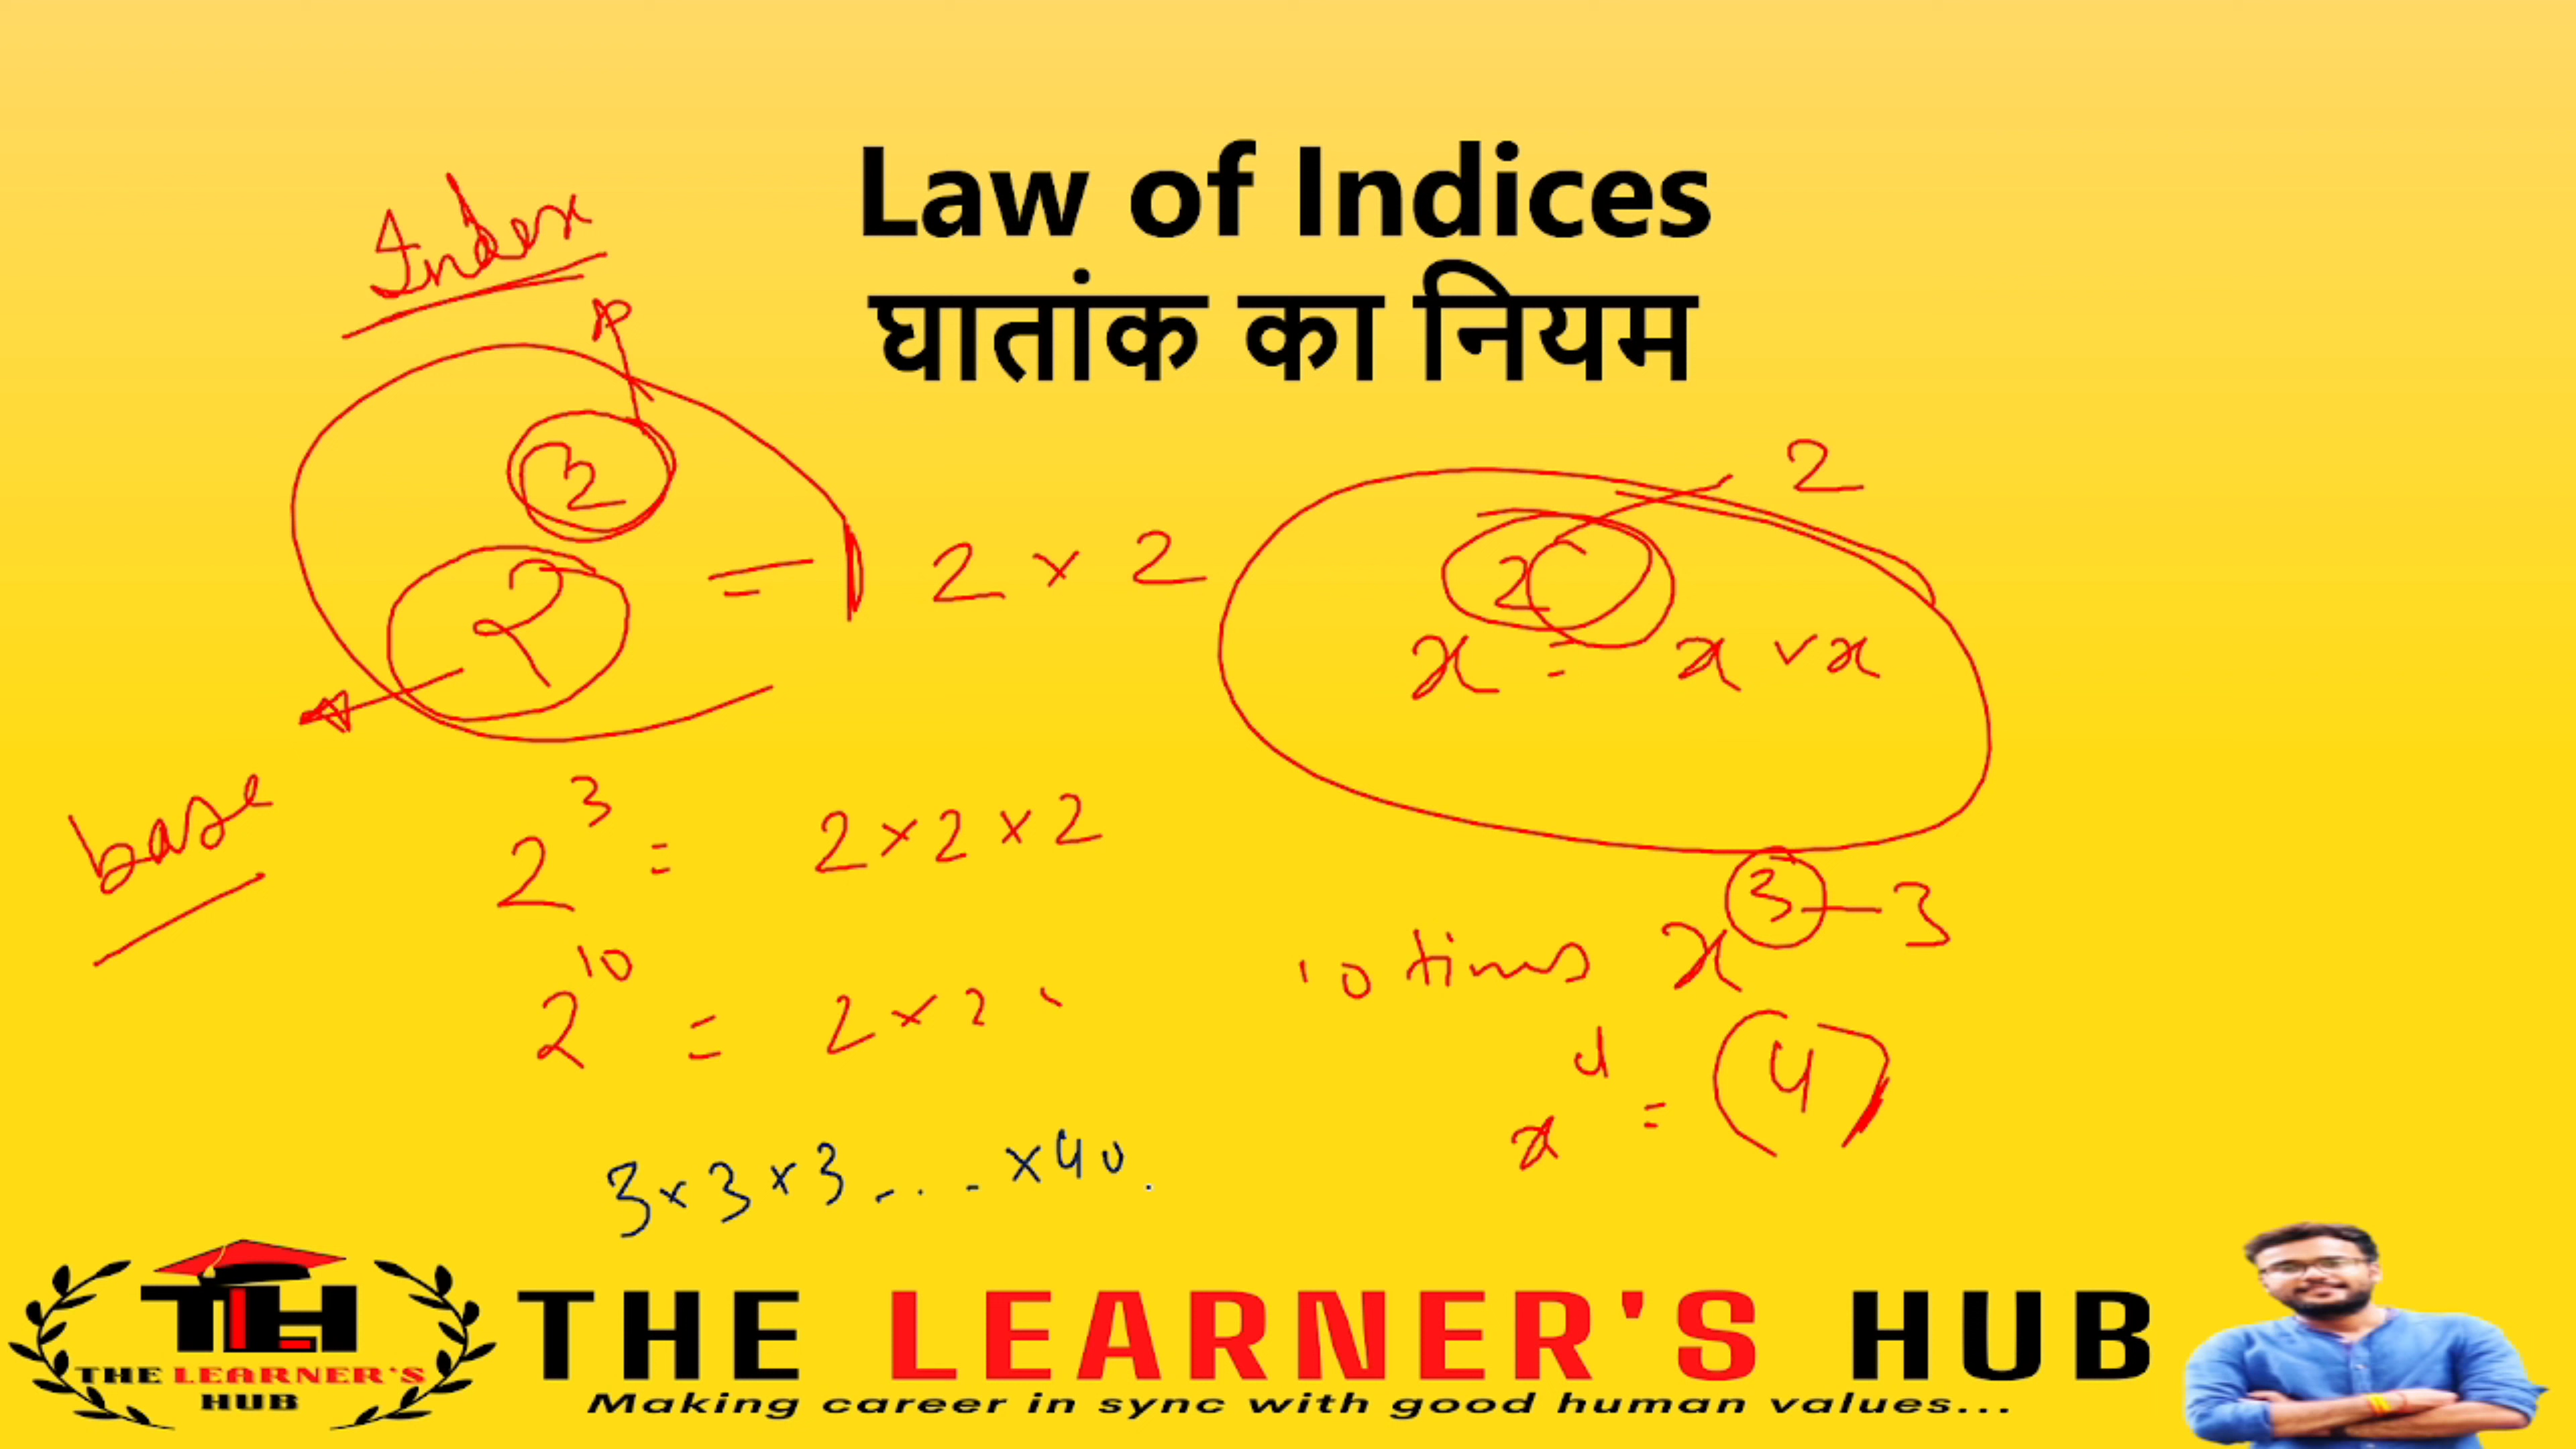 Law of Indices
घातांक का नियम
Index
2
2 = 2 × 2
base
2³ = 2 × 2 × 2
2¹⁰ = 2 × 2
10 times
2
x² = x × x
x³ — 3
x⁴ = (4)
3 × 3 × 3 - . . - × 40
TLH
THE LEARNER'S
HUB
THE LEARNER'S HUB
Making career in sync with good human values...